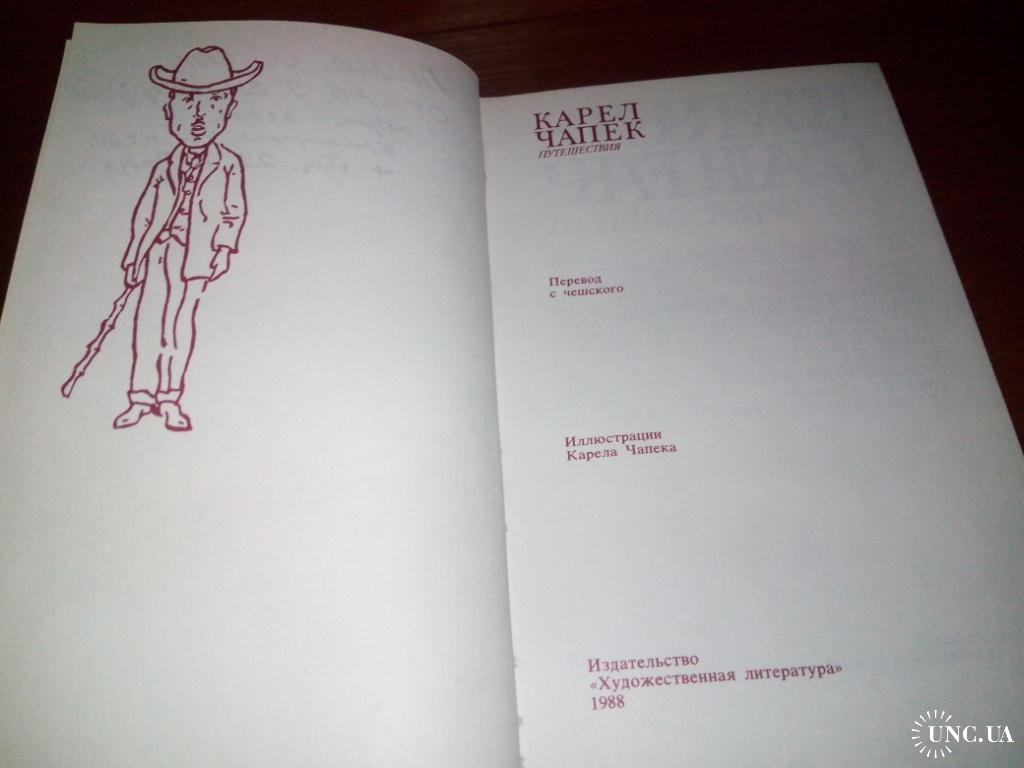 КАРЕЛ
ЧАПЕК
ПУТЕШЕСТВИЯ
Перевод
с чешского
Иллюстрации
Карела Чапека
Издательство
«Художественная литература»
1988
UNC.UA